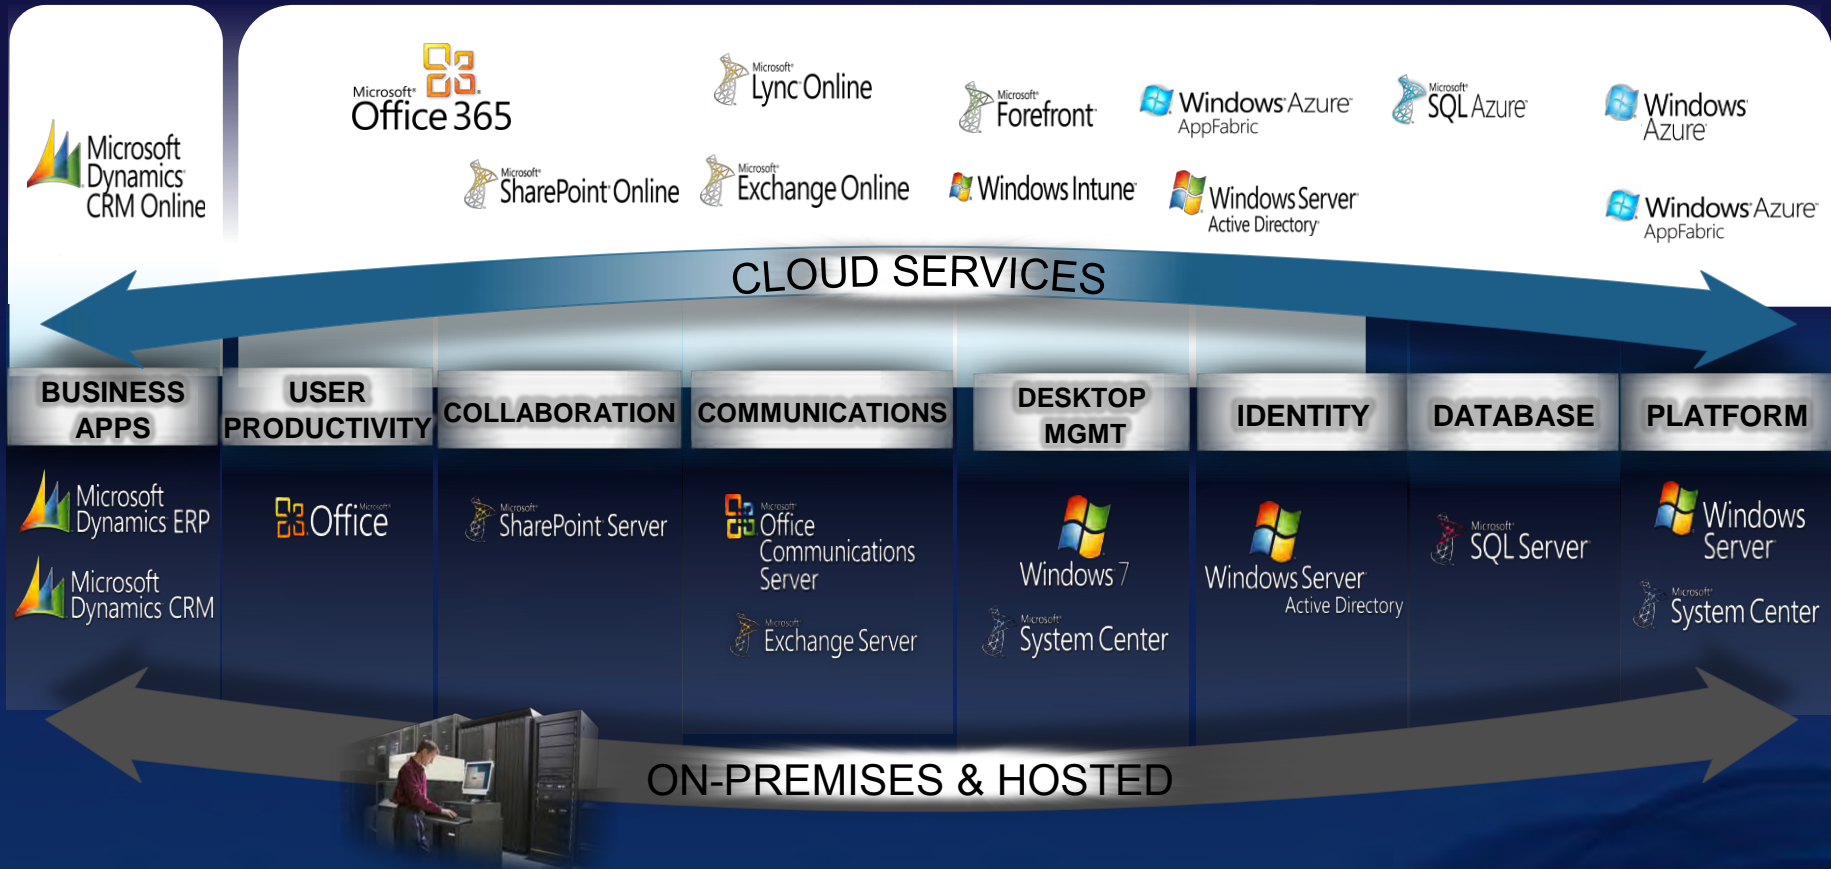 Microsoft
Dynamics
CRM Online
Microsoft
Office 365
Microsoft
SharePoint Online
Microsoft
Lync Online
Microsoft
Exchange Online
Microsoft
Forefront
Windows Intune
Windows Azure
AppFabric
Windows Server
Active Directory
Microsoft
SQL Azure
Windows
Azure
Windows Azure
AppFabric
CLOUD SERVICES
BUSINESS
APPS
USER
PRODUCTIVITY
COLLABORATION
COMMUNICATIONS
DESKTOP
MGMT
IDENTITY
DATABASE
PLATFORM
Microsoft
Dynamics ERP
Microsoft
Dynamics CRM
Microsoft
Office
Microsoft
SharePoint Server
Microsoft
Office
Communications
Server
Microsoft
Exchange Server
Windows 7
Microsoft
System Center
Windows Server
Active Directory
Microsoft
SQL Server
Windows
Server
Microsoft
System Center
ON-PREMISES & HOSTED